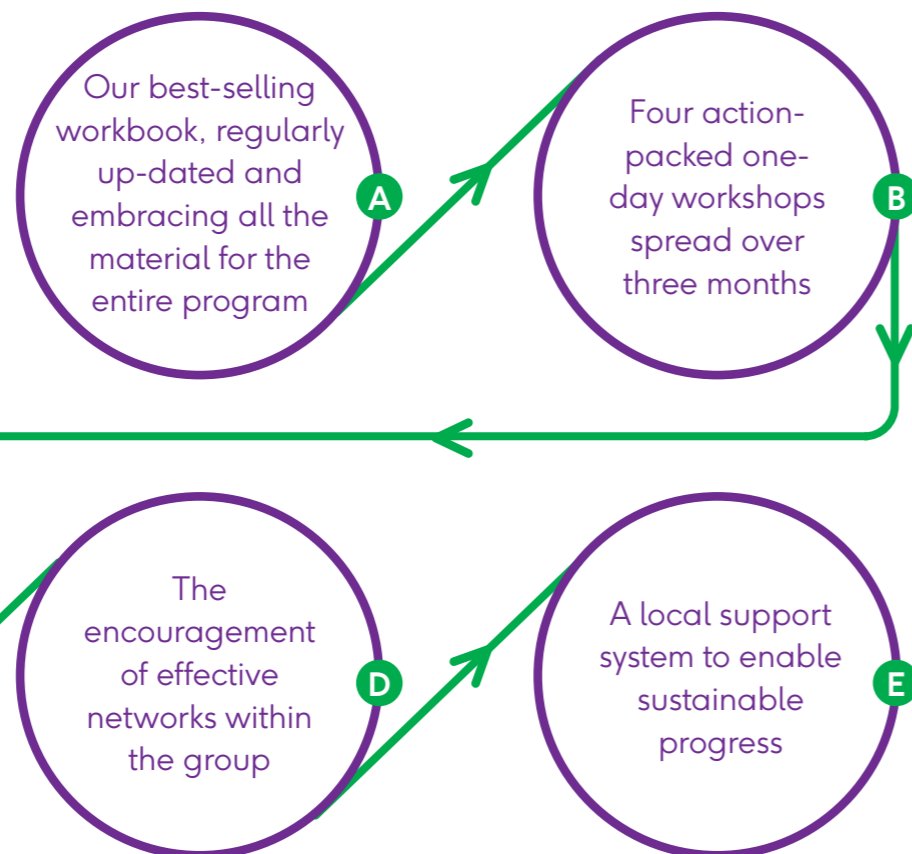 Our best-selling
workbook, regularly
up-dated and
embracing all the
material for the
entire program
A
Four action-
packed one-
day workshops
spread over
three months
B
The
encouragement
of effective
networks within
the group
D
A local support
system to enable
sustainable
progress
E